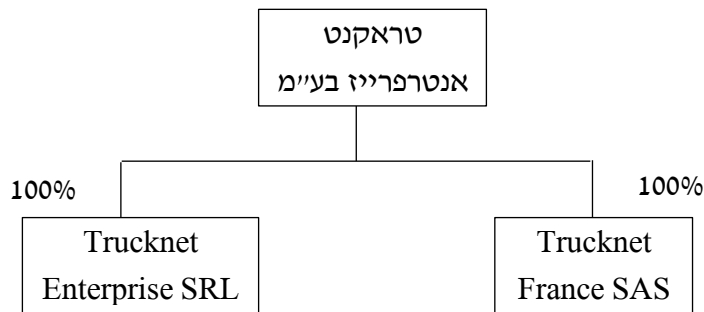 טראקנט
אנטרפרייז בע״מ
100%
100%
Trucknet
Enterprise SRL
Trucknet
France SAS